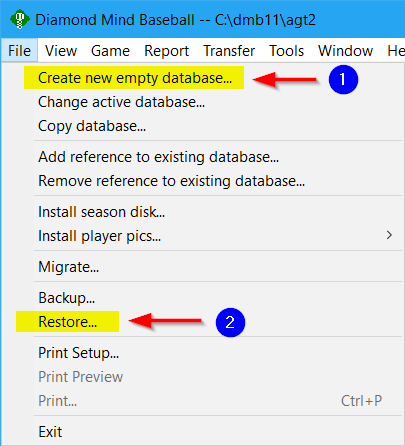 Diamond Mind Baseball -- C:\dmb11\agt2
File View Game Report Transfer Tools Window He
Create new empty database... 1
Change active database...
Copy database...
Add reference to existing database...
Remove reference to existing database...
Install season disk...
Install player pics...
Migrate...
Backup...
Restore... 2
Print Setup...
Print Preview
Print... Ctrl+P
Exit